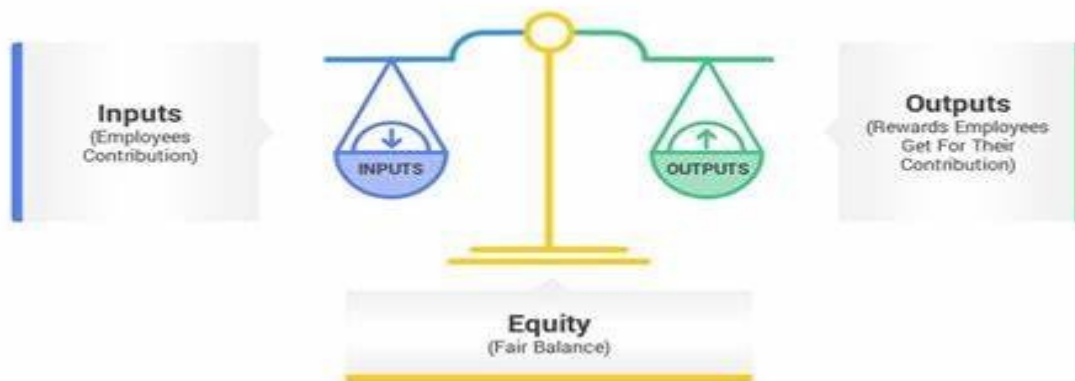 Inputs
(Employees
Contribution)
INPUTS
OUTPUTS
Outputs
(Rewards Employees
Get For Their
Contribution)
Equity
(Fair Balance)